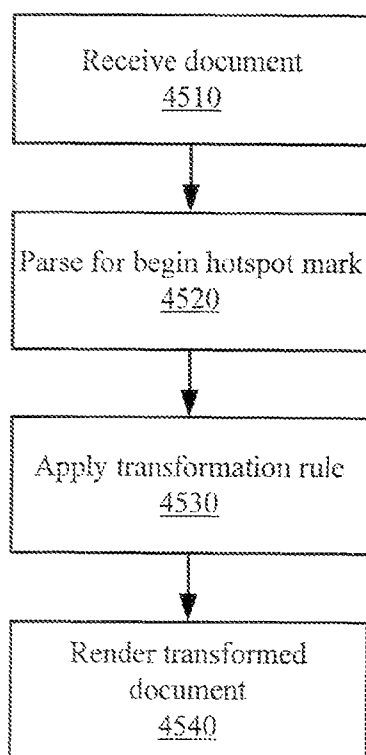 Receive document
4510
Parse for begin hotspot mark
4520
Apply transformation rule
4530
Render transformed
document
4540